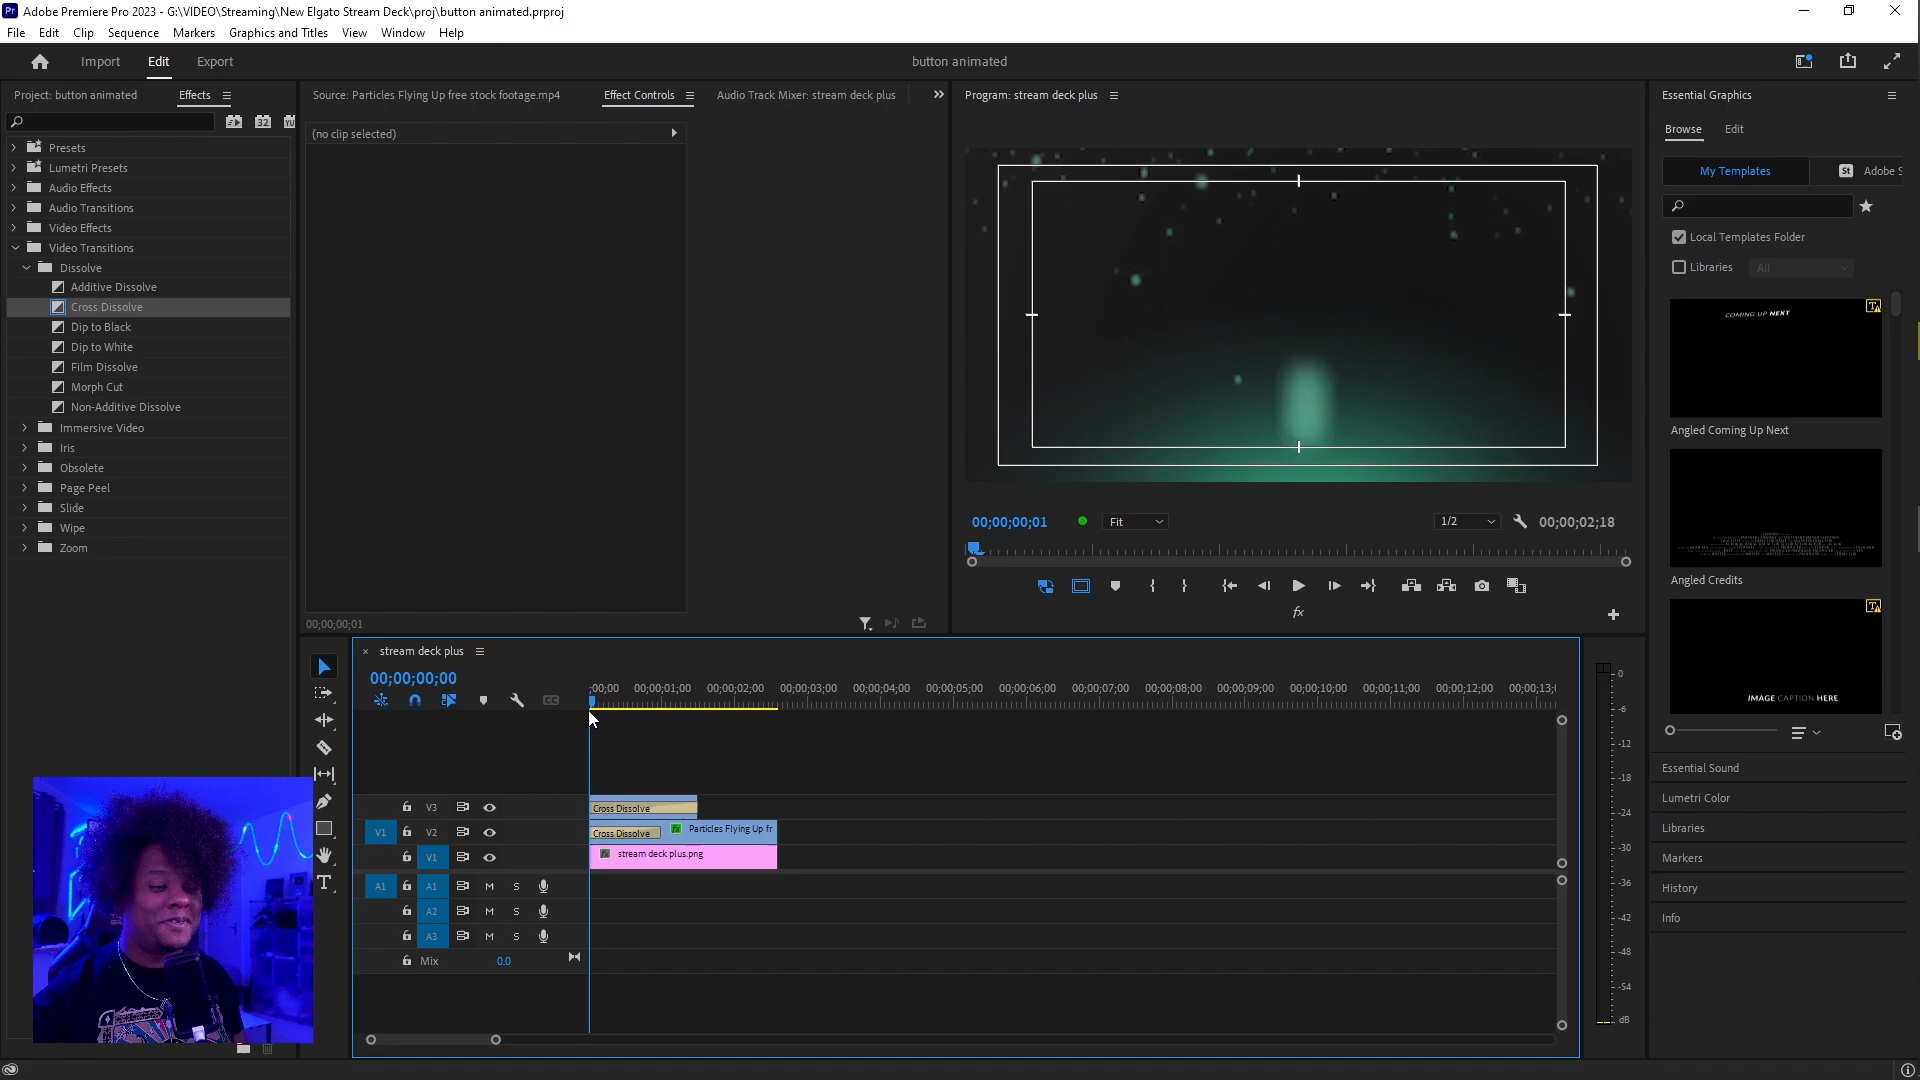 Pr Adobe Premiere Pro 2023 - G:\VIDEO\Streaming\New Elgato Stream Deck\proj\button animated.prproj
File Edit Clip Sequence Markers Graphics and Titles View Window Help
Import Edit Export button animated
Project: button animated Effects
Source: Particles Flying Up free stock footage.mp4 Effect Controls Audio Track Mixer: stream deck plus
Program: stream deck plus
Essential Graphics
Browse Edit
32 YU
(no clip selected)
Presets
Lumetri Presets
Audio Effects
Audio Transitions
Video Effects
Video Transitions
Dissolve
Additive Dissolve
Cross Dissolve
Dip to Black
Dip to White
Film Dissolve
Morph Cut
Non-Additive Dissolve
Immersive Video
Iris
Obsolete
Page Peel
Slide
Wipe
Zoom
00;00;00;01
00;00;00;01 Fit 1/2 00;00;02;18
fx
My Templates St Adobe S
Local Templates Folder
Libraries All
COMING UP NEXT
Angled Coming Up Next
Angled Credits
IMAGE CAPTION HERE
Essential Sound
Lumetri Color
Libraries
Markers
History
Info
stream deck plus
00;00;00;00
CC
;00;00 00;00;01;00 00;00;02;00 00;00;03;00 00;00;04;00 00;00;05;00 00;00;06;00 00;00;07;00 00;00;08;00 00;00;09;00 00;00;10;00 00;00;11;00 00;00;12;00 00;00;13;0
V3 Cross Dissolve
V1 V2 Cross Dissolve fx Particles Flying Up fr
V1 fx stream deck plus.png
A1 A1 M S
A2 M S
A3 M S
Mix 0.0
0
-6
-12
-18
-24
-30
-36
-42
-48
-54
dB